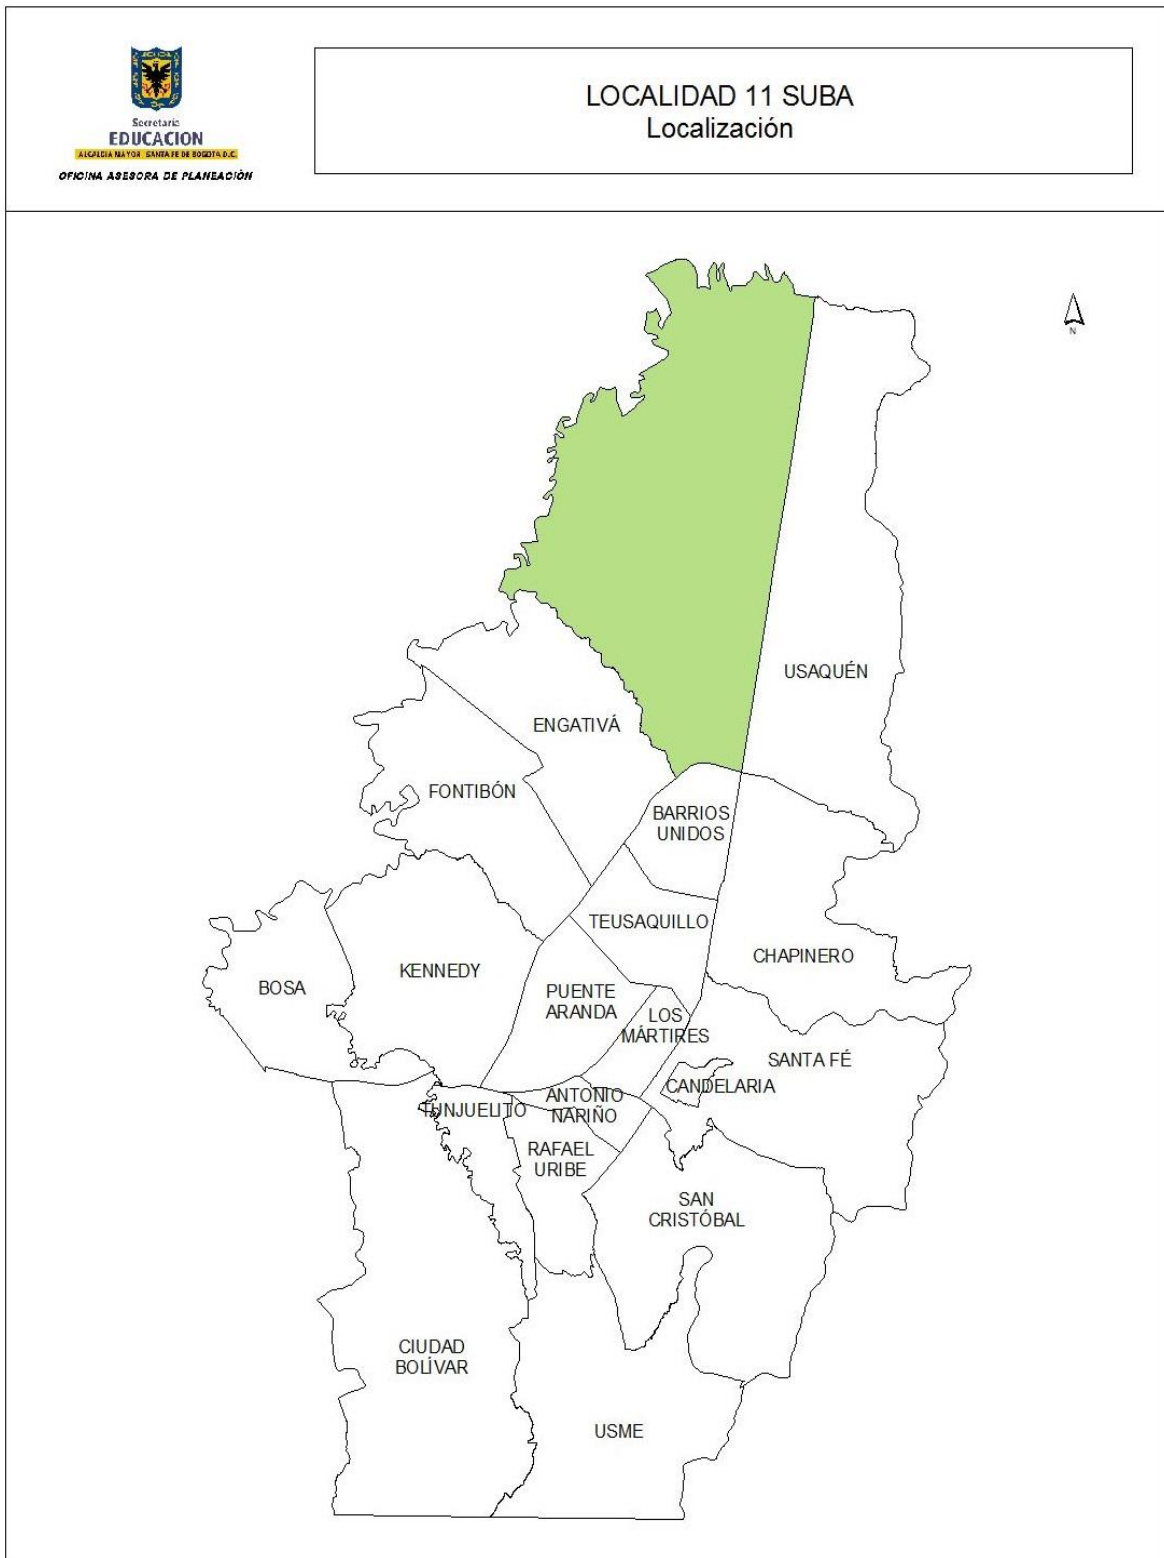 Secretaría
EDUCACION
ALCALDIA MAYOR SANTA FE DE BOGOTA D.C.
OFICINA ASESORA DE PLANEACIÓN
LOCALIDAD 11 SUBA
Localización
N
USAQUÉN
ENGATIVÁ
FONTIBÓN
BARRIOS
UNIDOS
TEUSAQUILLO
CHAPINERO
KENNEDY
BOSA
PUENTE
ARANDA
LOS
MÁRTIRES
SANTA FÉ
CANDELARIA
TUNJUELITO
ANTONIO
NARIÑO
RAFAEL
URIBE
SAN
CRISTÓBAL
CIUDAD
BOLÍVAR
USME